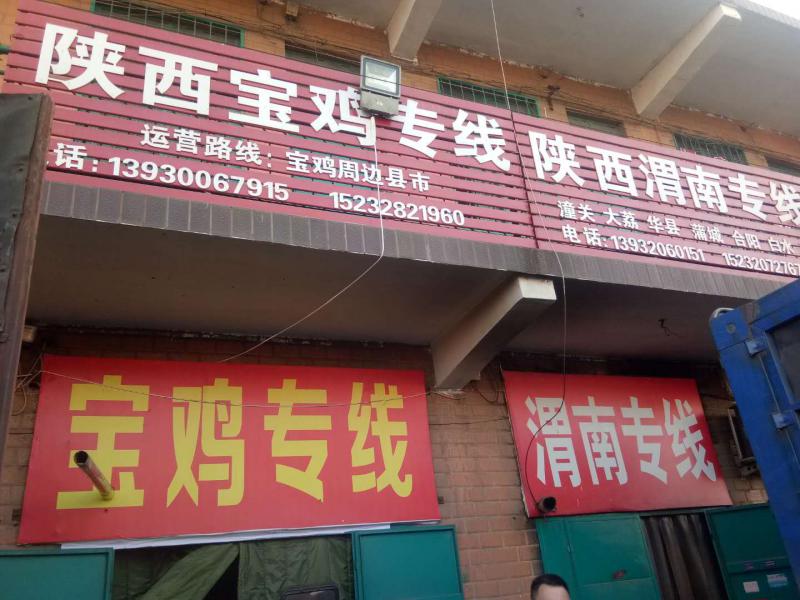 陕西宝鸡专线
运营路线：宝鸡周边县市
话：13930067915 15232821960
陕西渭南专线
潼关 大荔 华县 蒲城 合阳 白水
电话：13932060151 1523207276
宝鸡专线
渭南专线